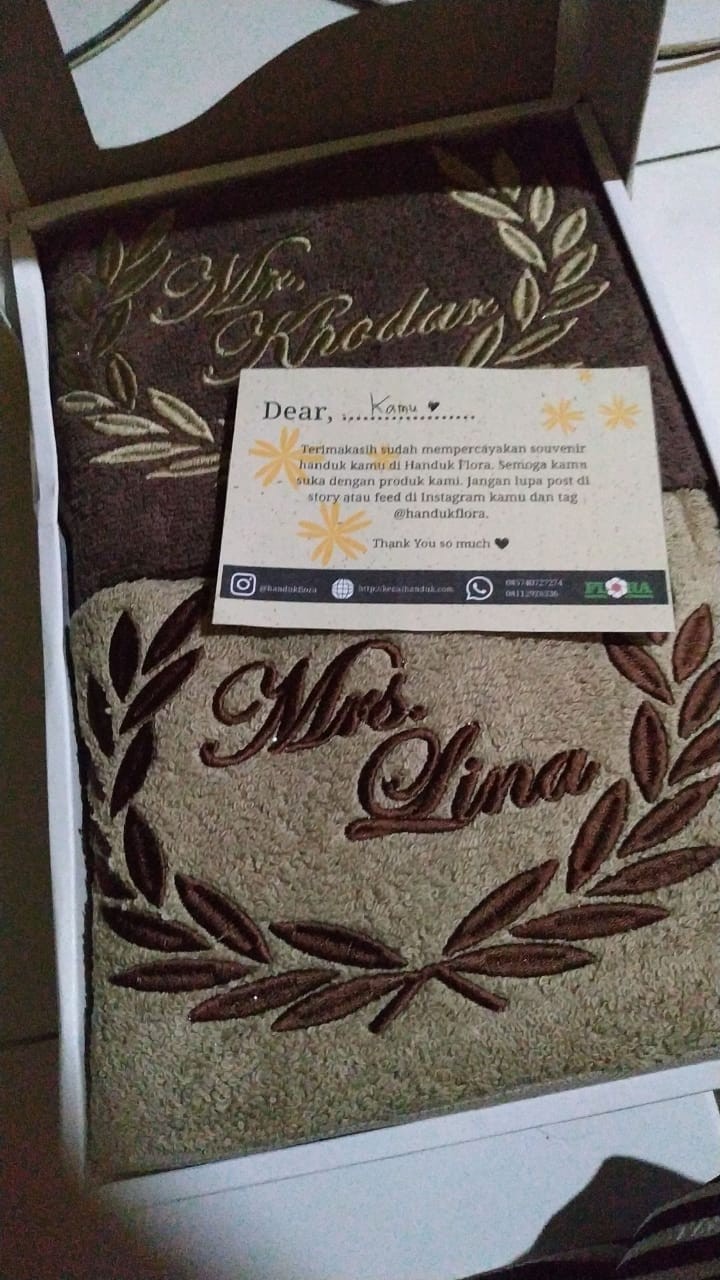 Mr.
Khodar
Dear, Kamu
Terimakasih sudah mempercayakan souvenir
handuk kamu di Handuk Flora. Semoga kamu
suka dengan produk kami. Jangan lupa post di
story atau feed di Instagram kamu dan tag
@handukflora.
Thank You so much
@handukflora
085740727274
FLORA
Mrs.
Lina